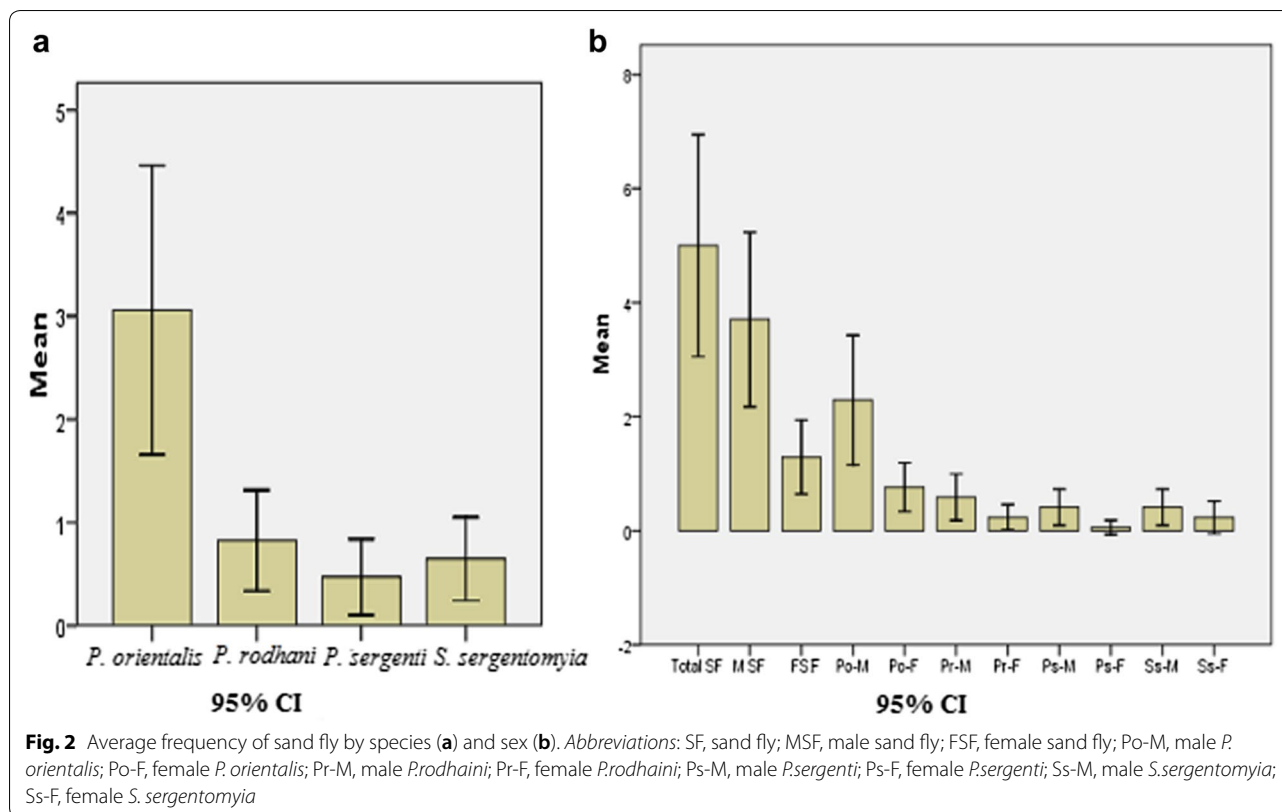 a
5
4
3
2
1
0
Mean
P. orientalis P. rodhani P. sergenti S. sergentomyia
95% CI
b
8
6
4
2
0
-2
Mean
Total SF M SF FSF Po-M Po-F Pr-M Pr-F Ps-M Ps-F Ss-M Ss-F
95% CI
Fig. 2 Average frequency of sand fly by species (a) and sex (b). Abbreviations: SF, sand fly; MSF, male sand fly; FSF, female sand fly; Po-M, male P.
orientalis; Po-F, female P. orientalis; Pr-M, male P.rodhaini; Pr-F, female P.rodhaini; Ps-M, male P.sergenti; Ps-F, female P.sergenti; Ss-M, male S.sergentomyia;
Ss-F, female S. sergentomyia